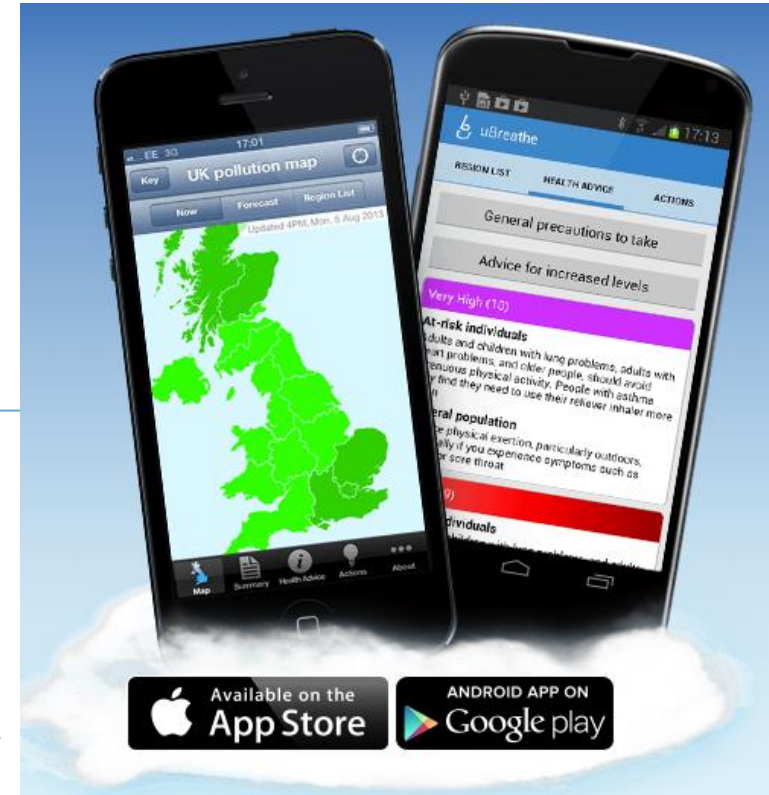 EE 3G
17:01
Key
UK pollution map
Now
Forecast
Region List
Updated 4PM, Mon, 5 Aug 2013
Map
Summary
Health Advice
Actions
About
17:13
uBreathe
REGION LIST
HEALTH ADVICE
ACTIONS
General precautions to take
Advice for increased levels
Very High (10)
At-risk individuals
Adults and children with lung problems, adults with
problems, and older people, should avoid
physical activity. People with asthma
find they need to use their reliever inhaler more
population
physical exertion, particularly outdoors,
if you experience symptoms such as
or sore throat
Available on the
App Store
ANDROID APP ON
Google play